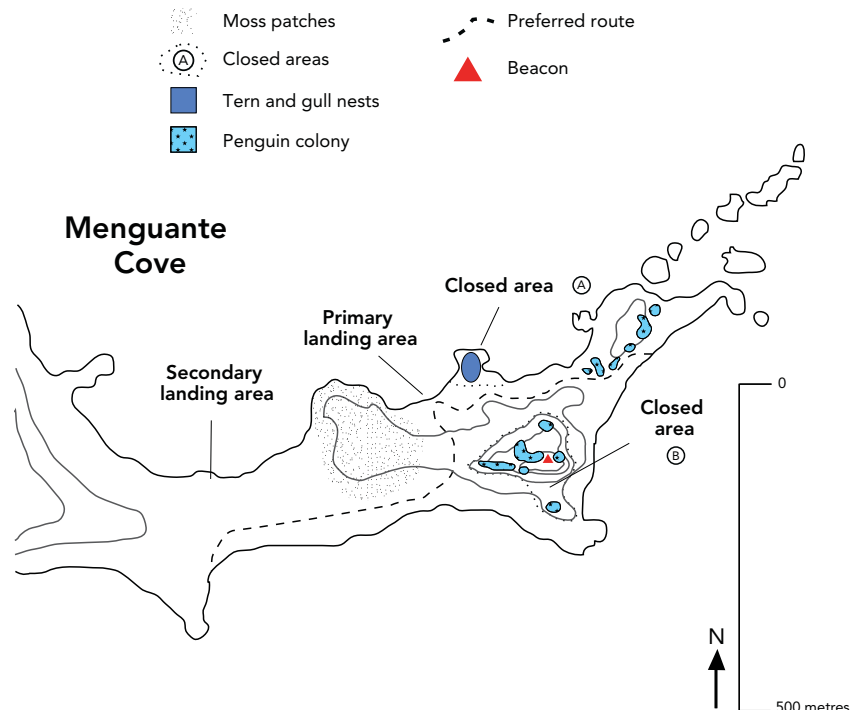 Moss patches
Preferred route
A
Closed areas
Beacon
Tern and gull nests
Penguin colony
Menguante
Cove
Closed area A
Primary
landing area
Secondary
landing area
0
Closed
area
B
N
500 metres